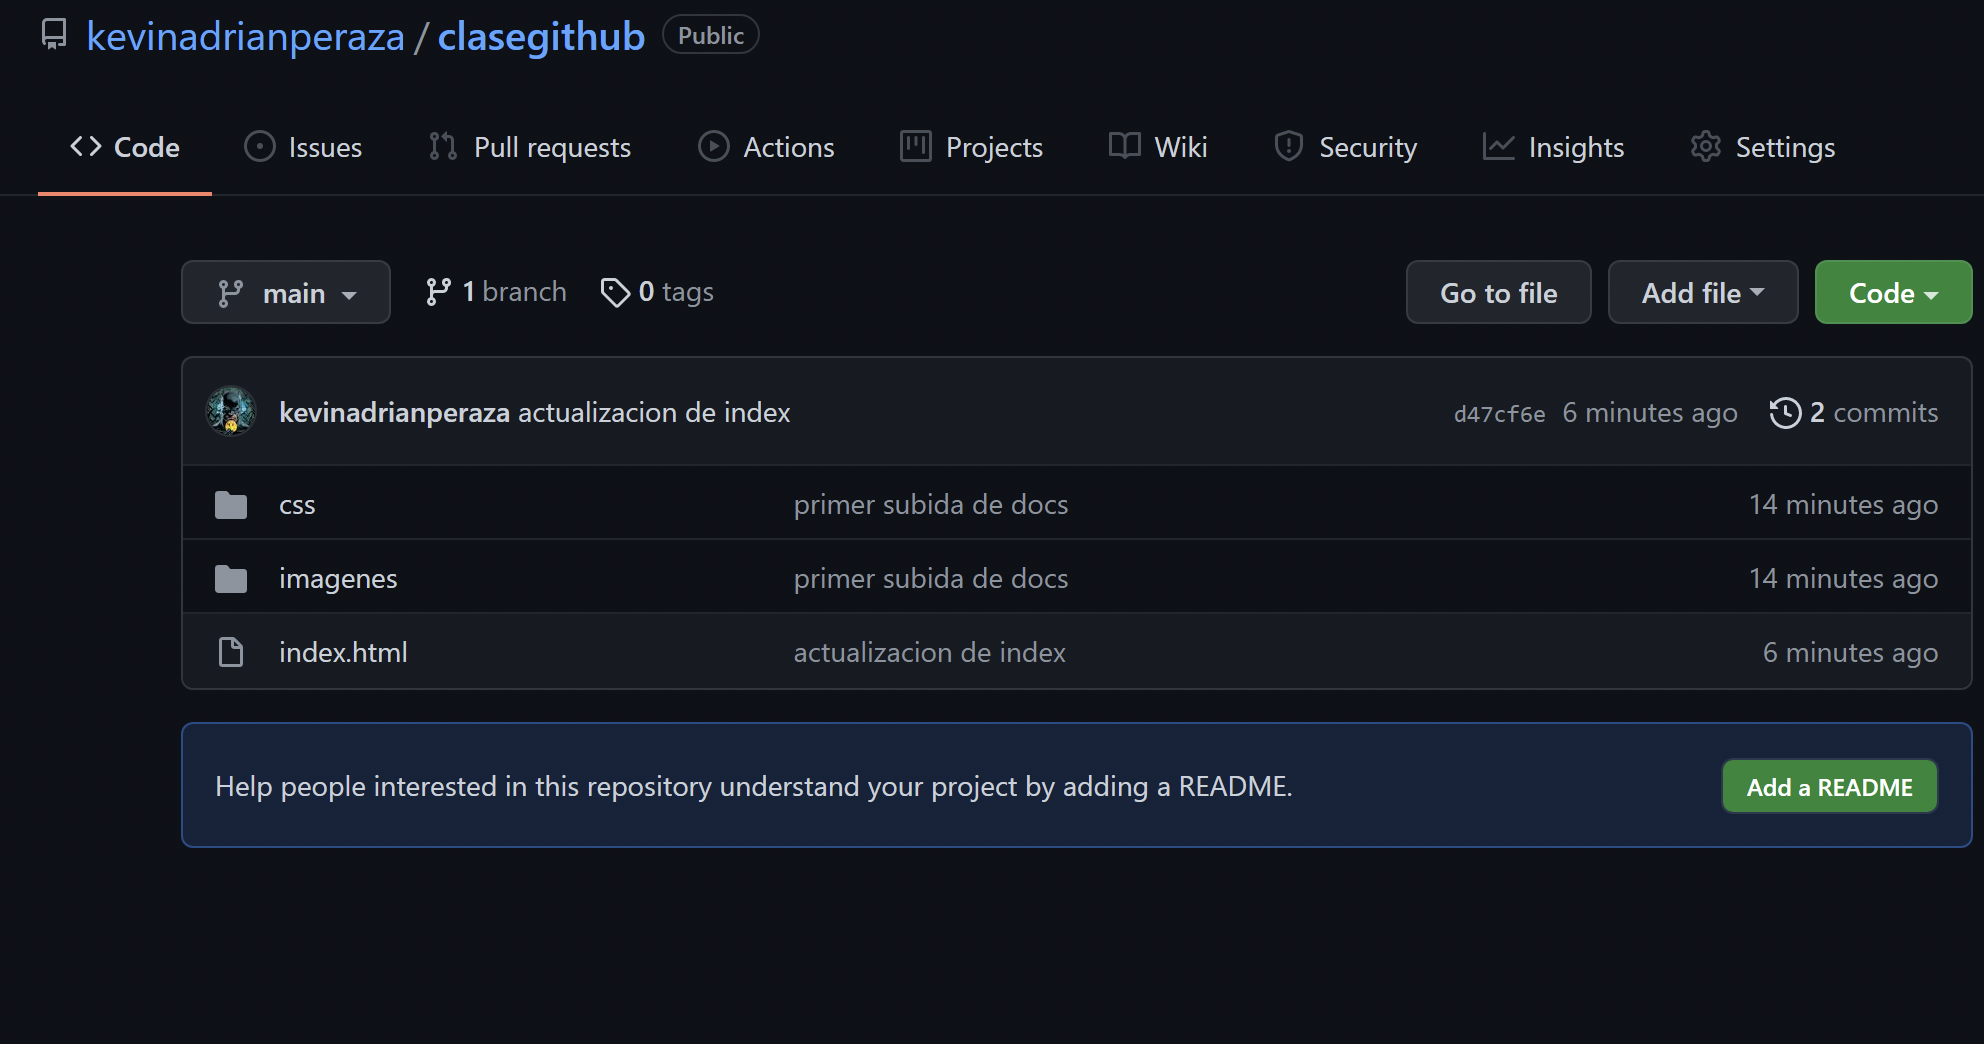 kevinadrianperaza / clasegithub Public
Code Issues Pull requests Actions Projects Wiki Security Insights Settings
main 1 branch 0 tags Go to file Add file Code
kevinadrianperaza actualizacion de index d47cf6e 6 minutes ago 2 commits
css primer subida de docs 14 minutes ago
imagenes primer subida de docs 14 minutes ago
index.html actualizacion de index 6 minutes ago
Help people interested in this repository understand your project by adding a README. Add a README